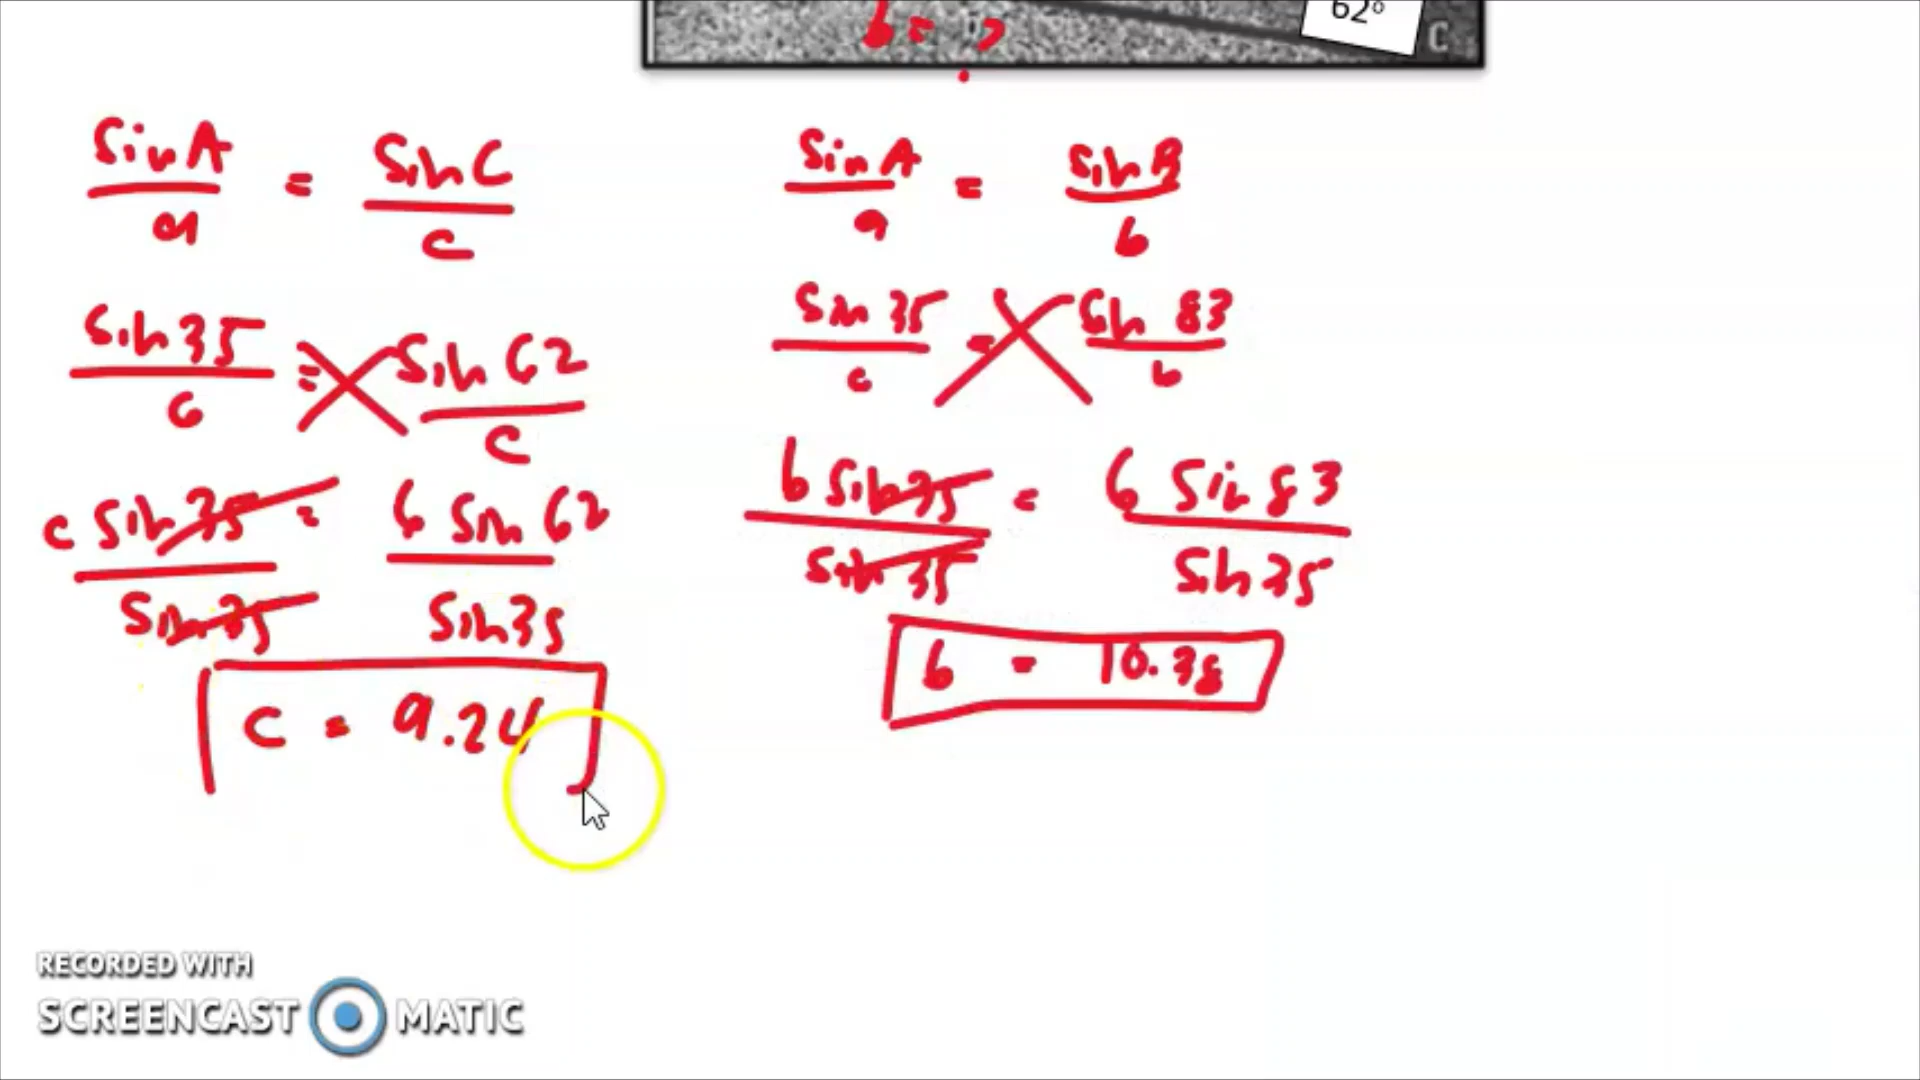 62°
b = ?
C
sin A / a = sin C / c
sin 35 / 6 = sin 62 / c
c sin 35 / sin 35 = 6 sin 62 / sin 35
c = 9.24
sin A / a = sin B / b
sin 35 / 6 = sin 83 / b
b sin 35 / sin 35 = 6 sin 83 / sin 35
b = 10.38
RECORDED WITH
SCREENCAST MATIC